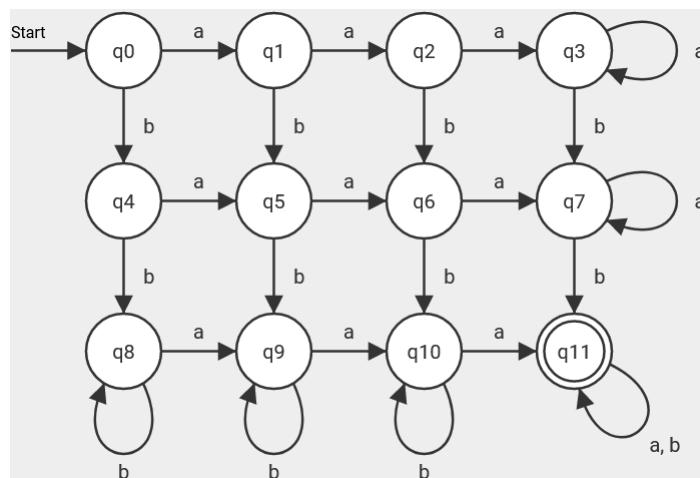 Start
q0 a q1 a q2 a q3 a
b b b b
q4 a q5 a q6 a q7 a
b b b b
q8 a q9 a q10 a q11
a, b
b b b